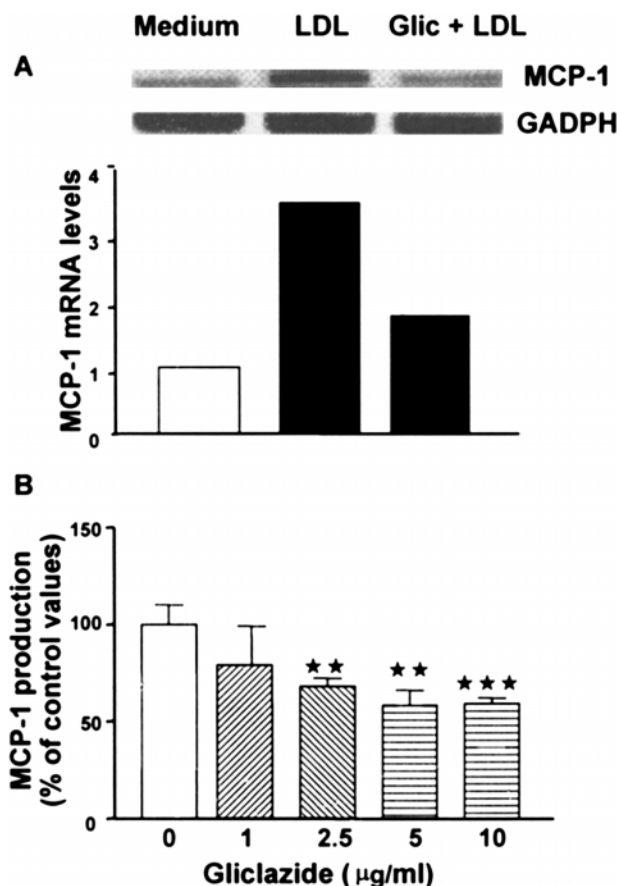 Medium LDL Glic + LDL
A
MCP-1
GADPH
MCP-1 mRNA levels
4
3
2
1
0
B
MCP-1 production
(% of control values)
150
100
50
0
★★ ★★ ★★★
0 1 2.5 5 10
Gliclazide ( μg/ml)